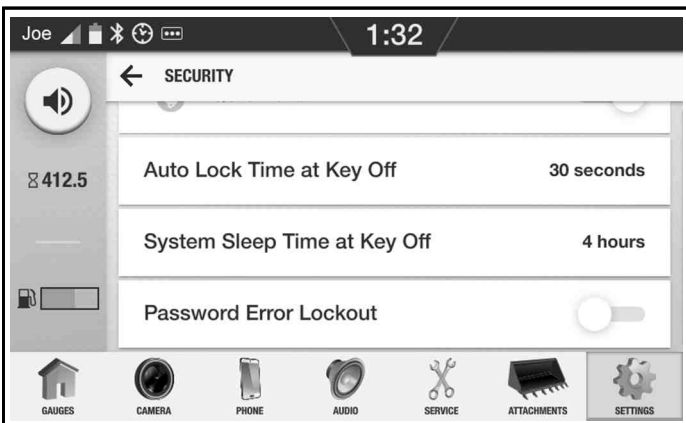 Joe
1:32
SECURITY
412.5
Auto Lock Time at Key Off 30 seconds
System Sleep Time at Key Off 4 hours
Password Error Lockout
GAUGES CAMERA PHONE AUDIO SERVICE ATTACHMENTS SETTINGS